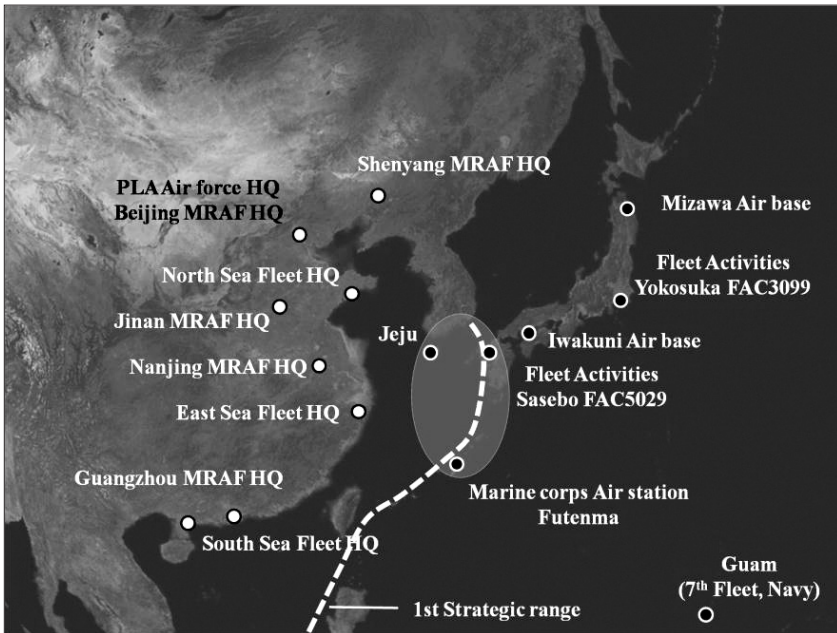 Shenyang MRAF HQ
PLA Air force HQ
Beijing MRAF HQ
Mizawa Air base
North Sea Fleet HQ
Fleet Activities
Yokosuka FAC3099
Jinan MRAF HQ
Jeju
Iwakuni Air base
Nanjing MRAF HQ
Fleet Activities
Sasebo FAC5029
East Sea Fleet HQ
Guangzhou MRAF HQ
Marine corps Air station
Futenma
South Sea Fleet HQ
Guam
(7th Fleet, Navy)
1st Strategic range